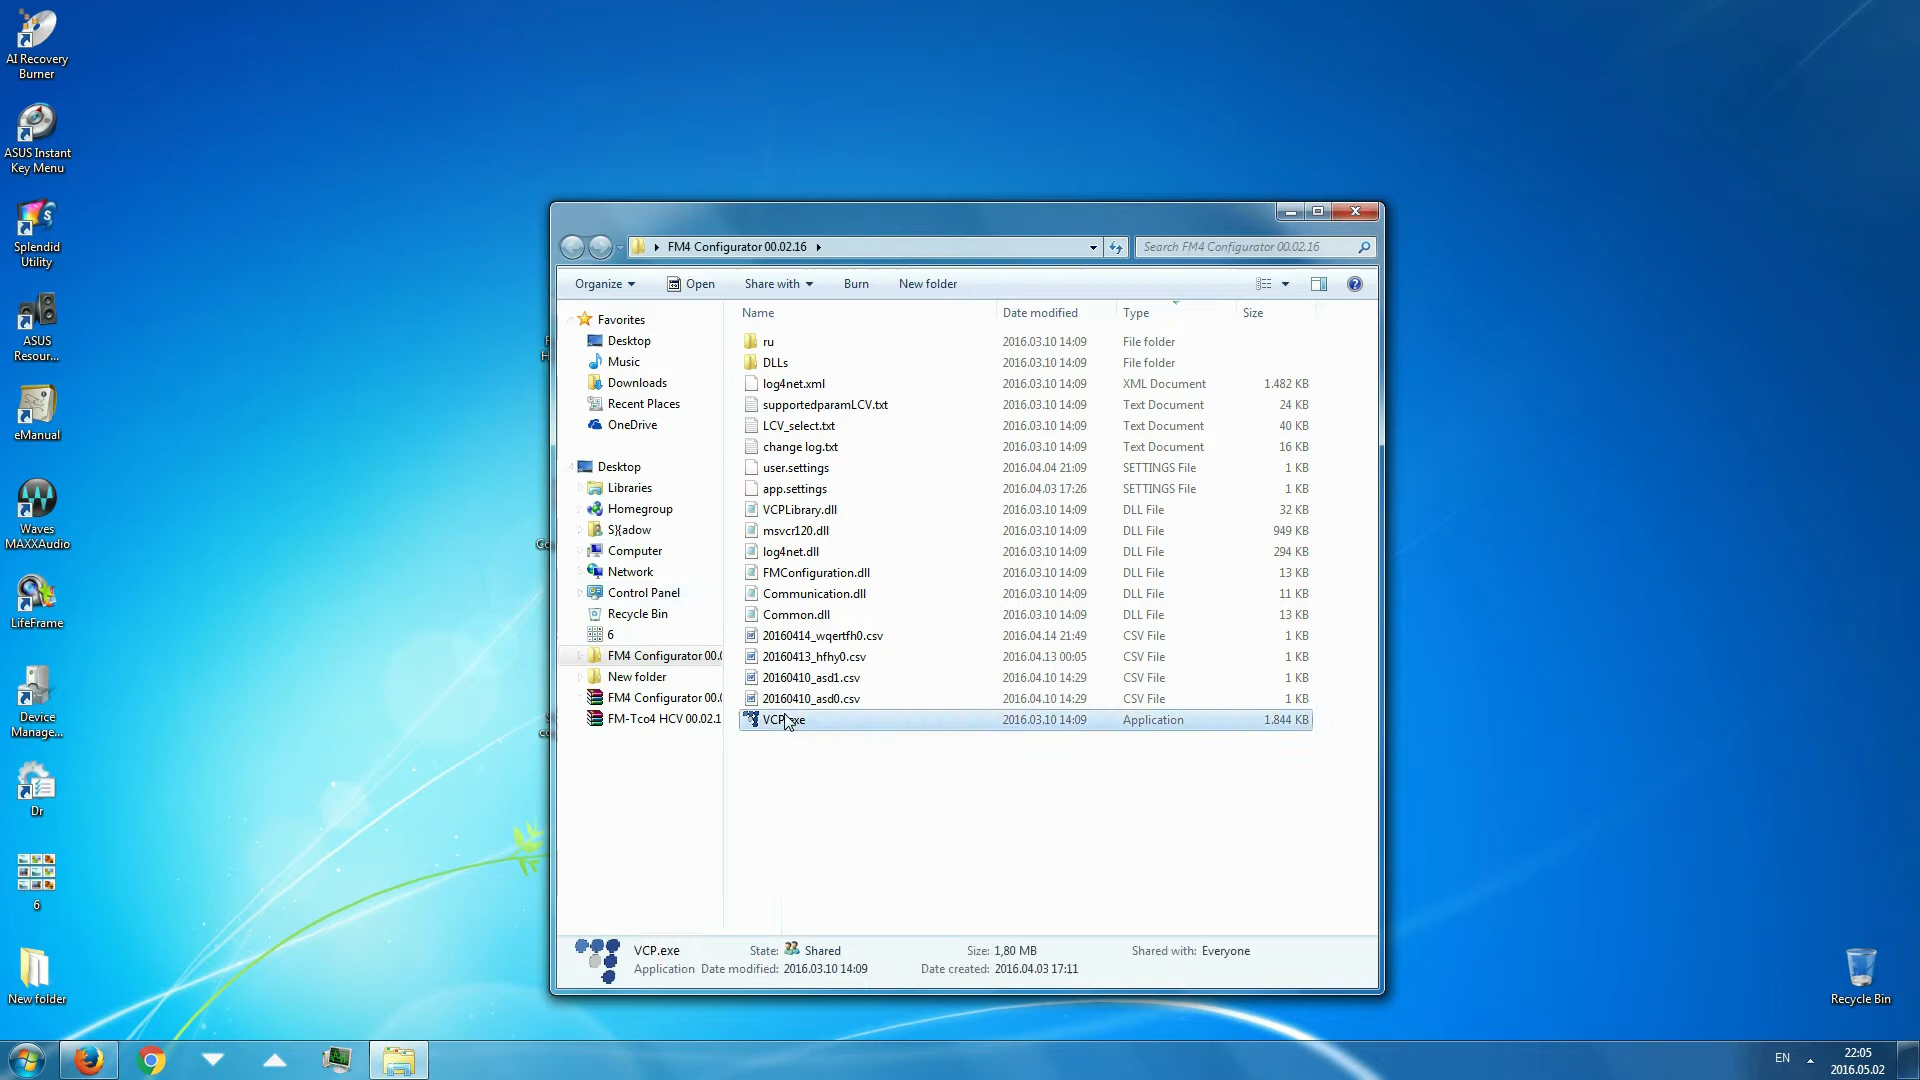 AI Recovery
Burner
ASUS Instant
Key Menu
Splendid
Utility
ASUS
Resour...
eManual
Waves
MAXXAudio
LifeFrame
Device
Manage...
Dr
6
New folder
FM4 Configurator 00.02.16
Search FM4 Configurator 00.02.16
Organize Open Share with Burn New folder
Favorites
Desktop
Music
Downloads
Recent Places
OneDrive
Desktop
Libraries
Homegroup
S}{adow
Computer
Network
Control Panel
Recycle Bin
6
FM4 Configurator 00.0
New folder
FM4 Configurator 00.0
FM-Tco4 HCV 00.02.1
Name Date modified Type Size
ru 2016.03.10 14:09 File folder
DLLs 2016.03.10 14:09 File folder
log4net.xml 2016.03.10 14:09 XML Document 1.482 KB
supportedparamLCV.txt 2016.03.10 14:09 Text Document 24 KB
LCV_select.txt 2016.03.10 14:09 Text Document 40 KB
change log.txt 2016.03.10 14:09 Text Document 16 KB
user.settings 2016.04.04 21:09 SETTINGS File 1 KB
app.settings 2016.04.03 17:26 SETTINGS File 1 KB
VCPLibrary.dll 2016.03.10 14:09 DLL File 32 KB
msvcr120.dll 2016.03.10 14:09 DLL File 949 KB
log4net.dll 2016.03.10 14:09 DLL File 294 KB
FMConfiguration.dll 2016.03.10 14:09 DLL File 13 KB
Communication.dll 2016.03.10 14:09 DLL File 11 KB
Common.dll 2016.03.10 14:09 DLL File 13 KB
20160414_wqertfh0.csv 2016.04.14 21:49 CSV File 1 KB
20160413_hfhy0.csv 2016.04.13 00:05 CSV File 1 KB
20160410_asd1.csv 2016.04.10 14:29 CSV File 1 KB
20160410_asd0.csv 2016.04.10 14:29 CSV File 1 KB
VCP.exe 2016.03.10 14:09 Application 1.844 KB
VCP.exe State: Shared Size: 1,80 MB Shared with: Everyone
Application Date modified: 2016.03.10 14:09 Date created: 2016.04.03 17:11
Recycle Bin
EN
22:05
2016.05.02